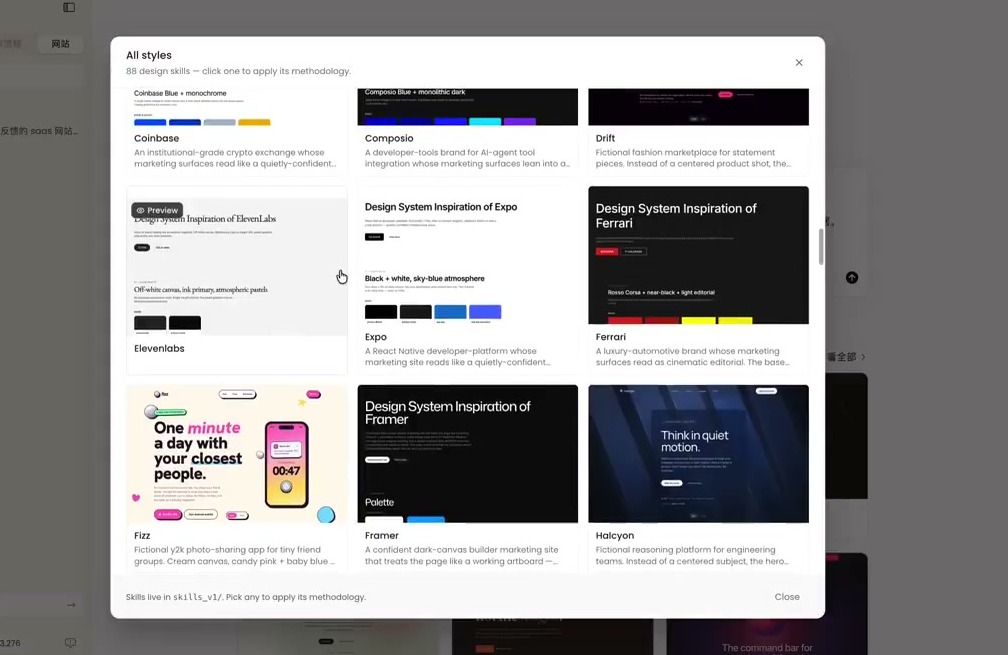 网站
反馈的 saas 网站...
3,276
All styles
88 design skills — click one to apply its methodology.
Coinbase Blue + monochrome
Coinbase
An institutional-grade crypto exchange whose
marketing surfaces read like a quietly-confident...
Composio Blue + monolithic dark
Composio
A developer-tools brand for AI-agent tool
integration whose marketing surfaces lean into a...
Drift
Fictional fashion marketplace for statement
pieces. Instead of a centered product shot, the...
Preview
Design System Inspiration of ElevenLabs
Off-white canvas, ink primary, atmospheric pastels
Elevenlabs
Design System Inspiration of Expo
Black + white, sky-blue atmosphere
Expo
A React Native developer-platform whose
marketing site reads like a quietly-confident...
Design System Inspiration of
Ferrari
Rosso Corsa + near-black + light editorial
Ferrari
A luxury-automotive brand whose marketing
surfaces read as cinematic editorial. The base...
One minute
a day with
your closest
people.
00:47
Fizz
Fictional y2k photo-sharing app for tiny friend
groups. Cream canvas, candy pink + baby blue ...
Design System Inspiration of
Framer
Palette
Framer
A confident dark-canvas builder marketing site
that treats the page like a working artboard —...
Think in quiet
motion.
Halcyon
Fictional reasoning platform for engineering
teams. Instead of a centered subject, the hero...
Skills live in skills_v1/. Pick any to apply its methodology.
Close
看全部
The command bar for